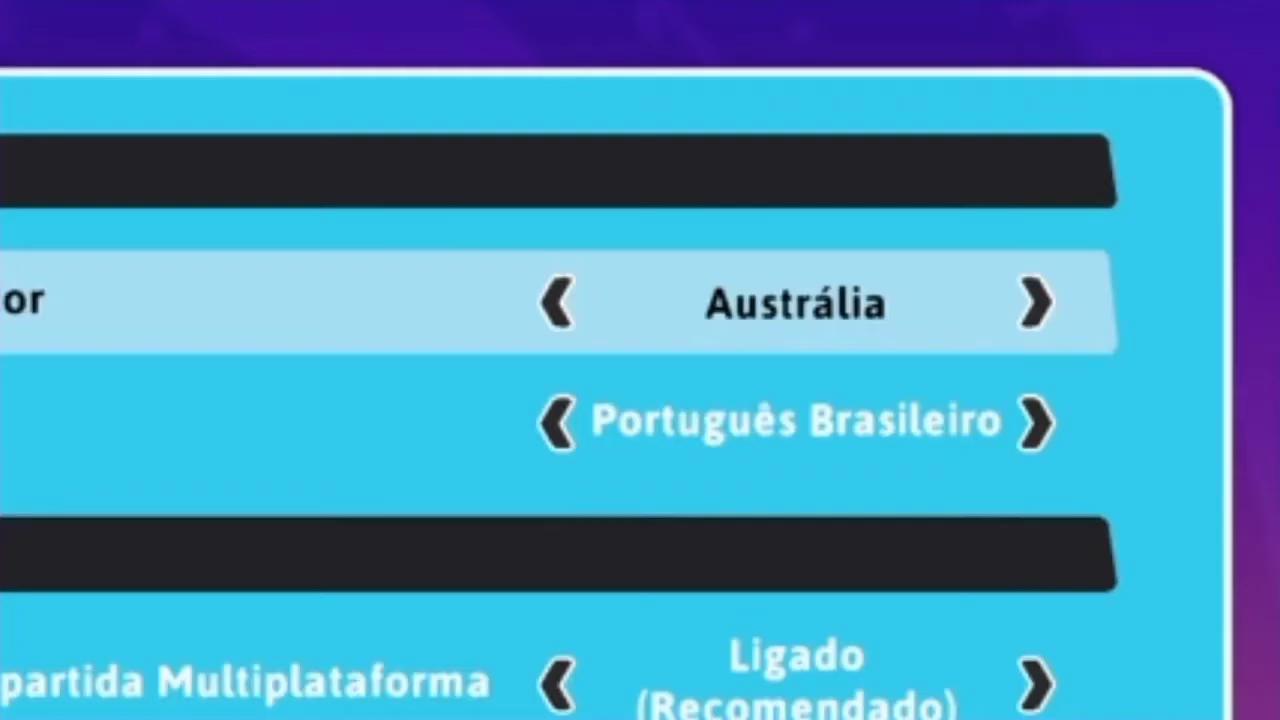 or
Austrália
Português Brasileiro
partida Multiplataforma
Ligado
(Recomendado)